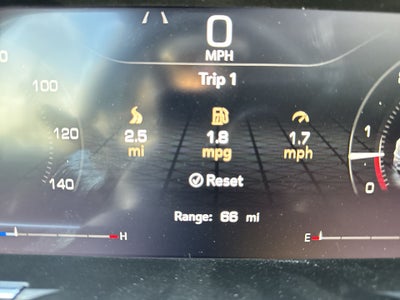 0
MPH
Trip 1
100
120
140
2.5
mi
1.8
mpg
1.7
mph
Reset
Range: 66 mi
1
0
H
E